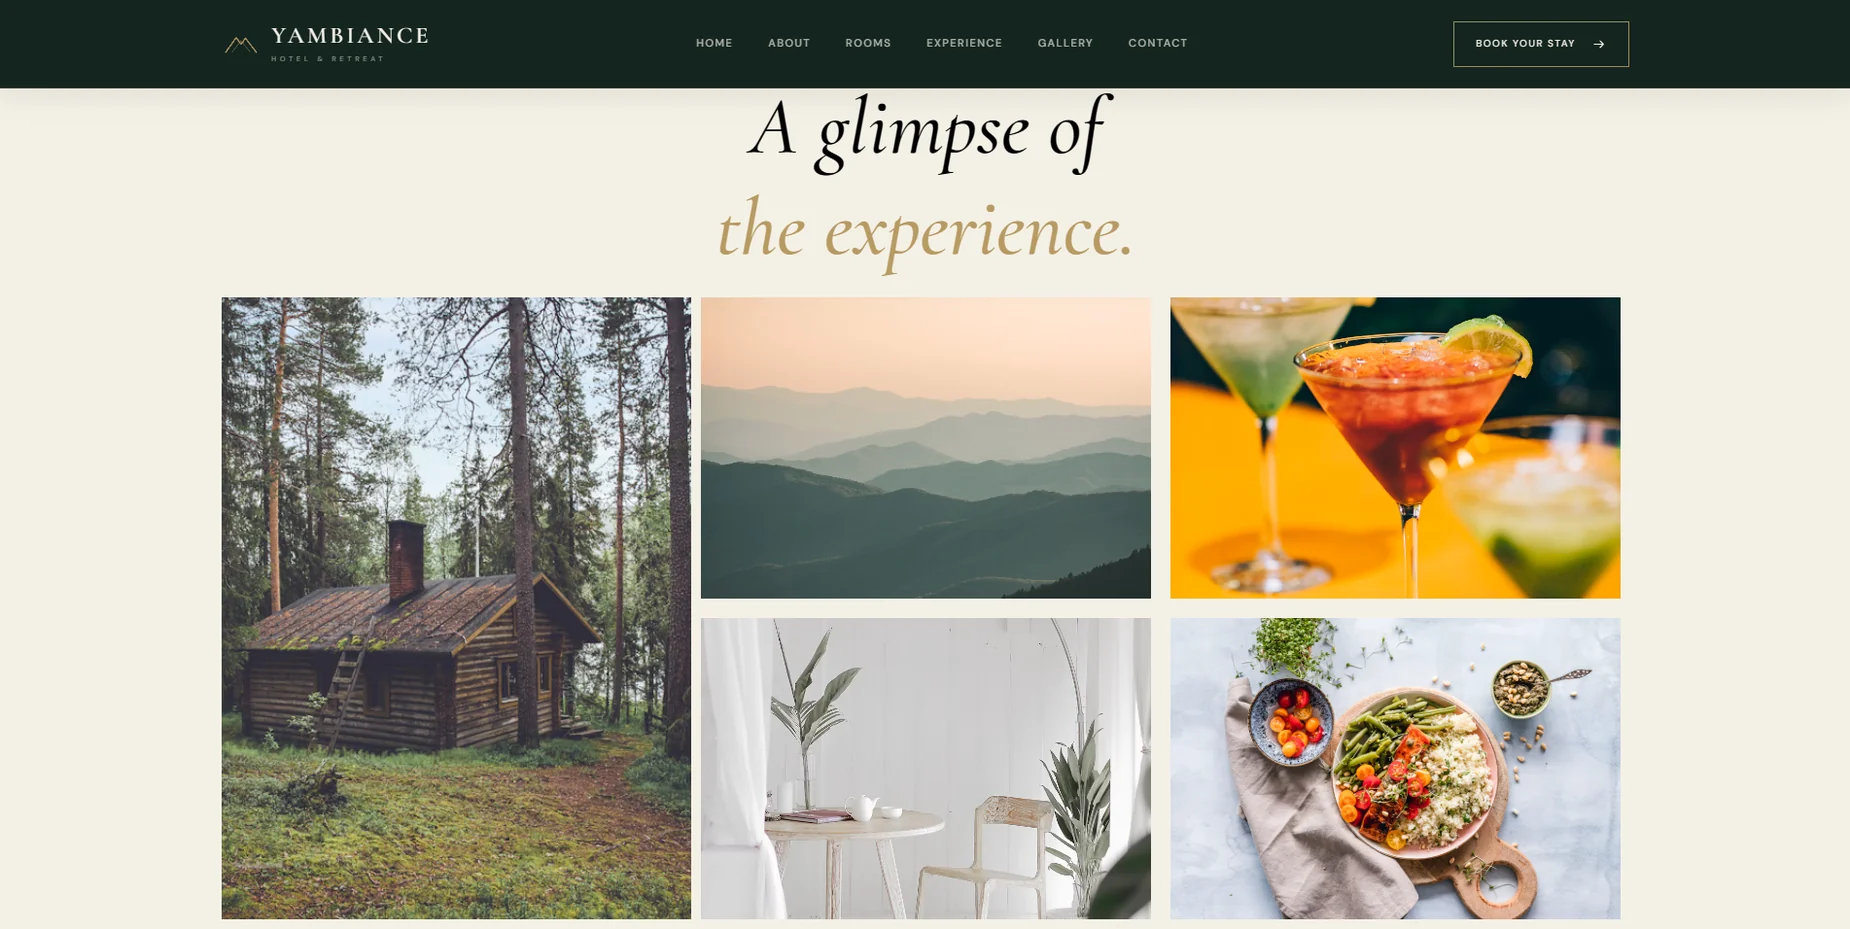 YAMBIANCE
HOTEL & RETREAT
HOME
ABOUT
ROOMS
EXPERIENCE
GALLERY
CONTACT
BOOK YOUR STAY
A glimpse of
the experience.